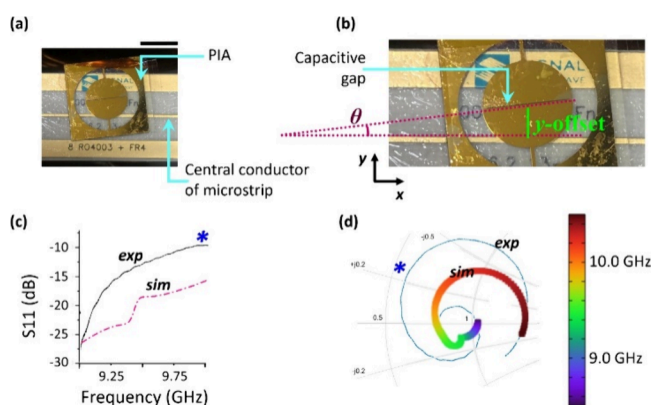 (a)
PIA
8 RO4003 + FR4
Central conductor
of microstrip
(b)
Capacitive
gap
ENAL
θ
y-offset
y
x
(c)
S11 (dB)
-10
-15
-20
-25
-30
exp
*
sim
9.25
9.75
Frequency (GHz)
(d)
-j0.5
exp
*
+j0.2
sim
0.5
1
-j0.2
10.0 GHz
9.0 GHz